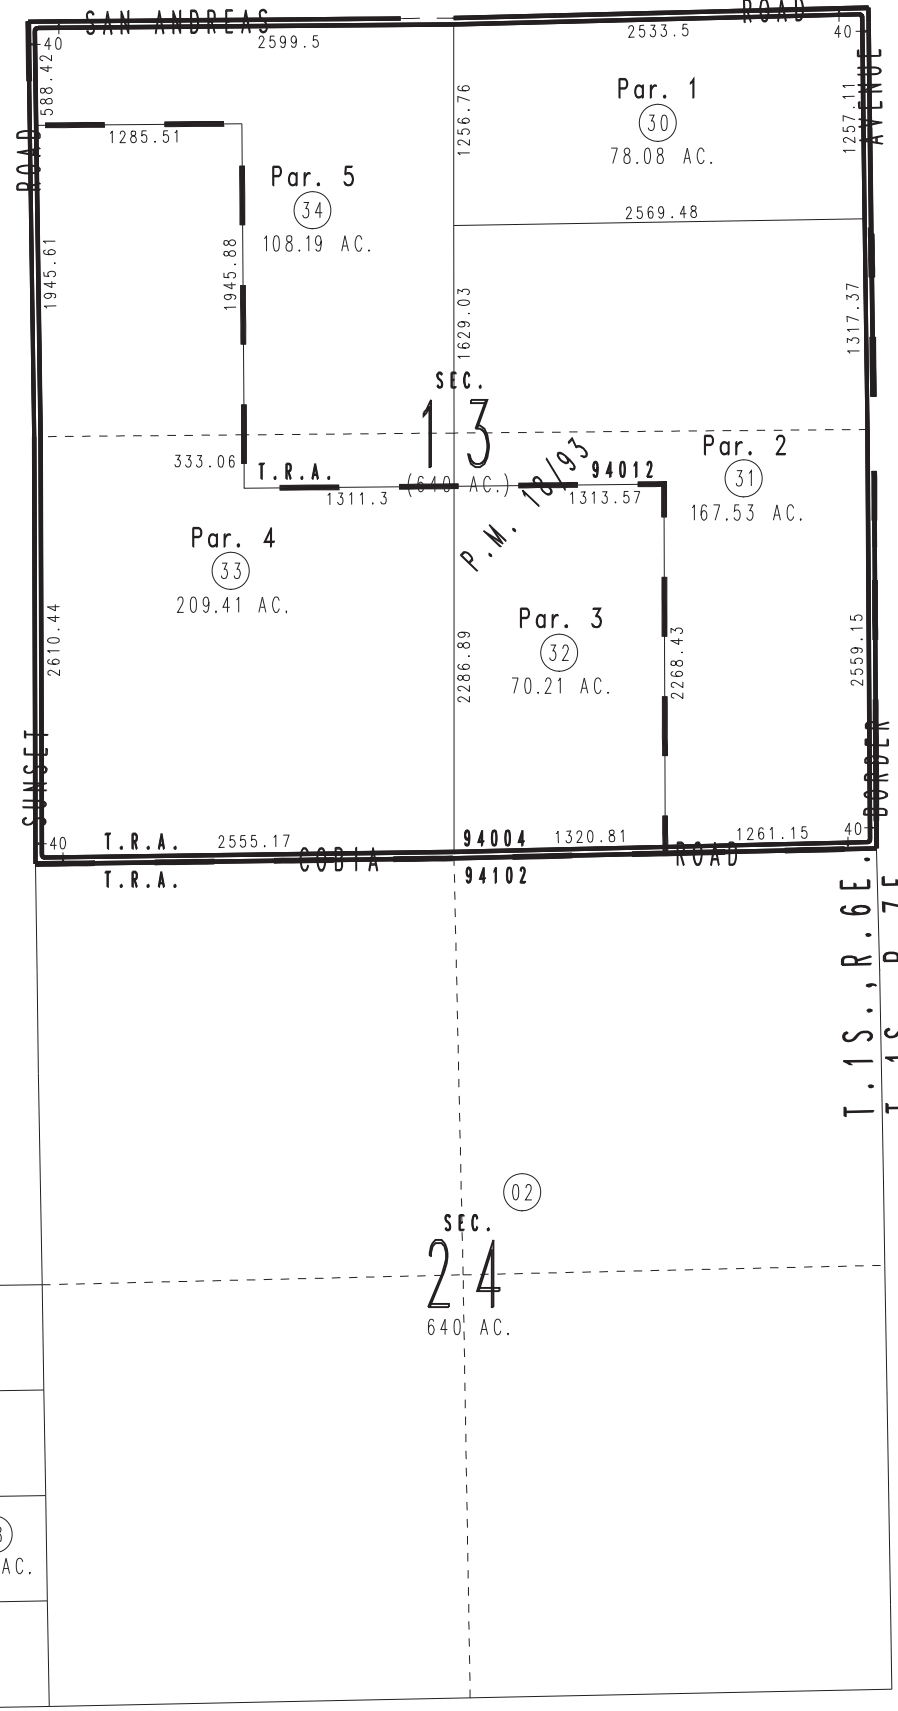 SAN ANDREAS ROAD
40
2599.5
2533.5
40
588.42
1285.51
1256.76
Par. 1
30
78.08 AC.
1257.11
AVENUE
ROAD
Par. 5
34
108.19 AC.
2569.48
1945.61
1945.88
1629.03
1317.37
SEC.
13
(640 AC.)
333.06
T.R.A.
94012
1311.3
1313.57
P.M. 18/93
Par. 2
31
167.53 AC.
Par. 4
33
209.41 AC.
Par. 3
32
70.21 AC.
2610.44
2286.89
2268.43
2559.15
SUNSET
BORDER
40
T.R.A.
2555.17
94004
1320.81
1261.15
40
CODIA ROAD
T.R.A.
94102
T.1S., R.6E.
T.1S. R.7E
02
SEC.
24
640 AC.
AC.